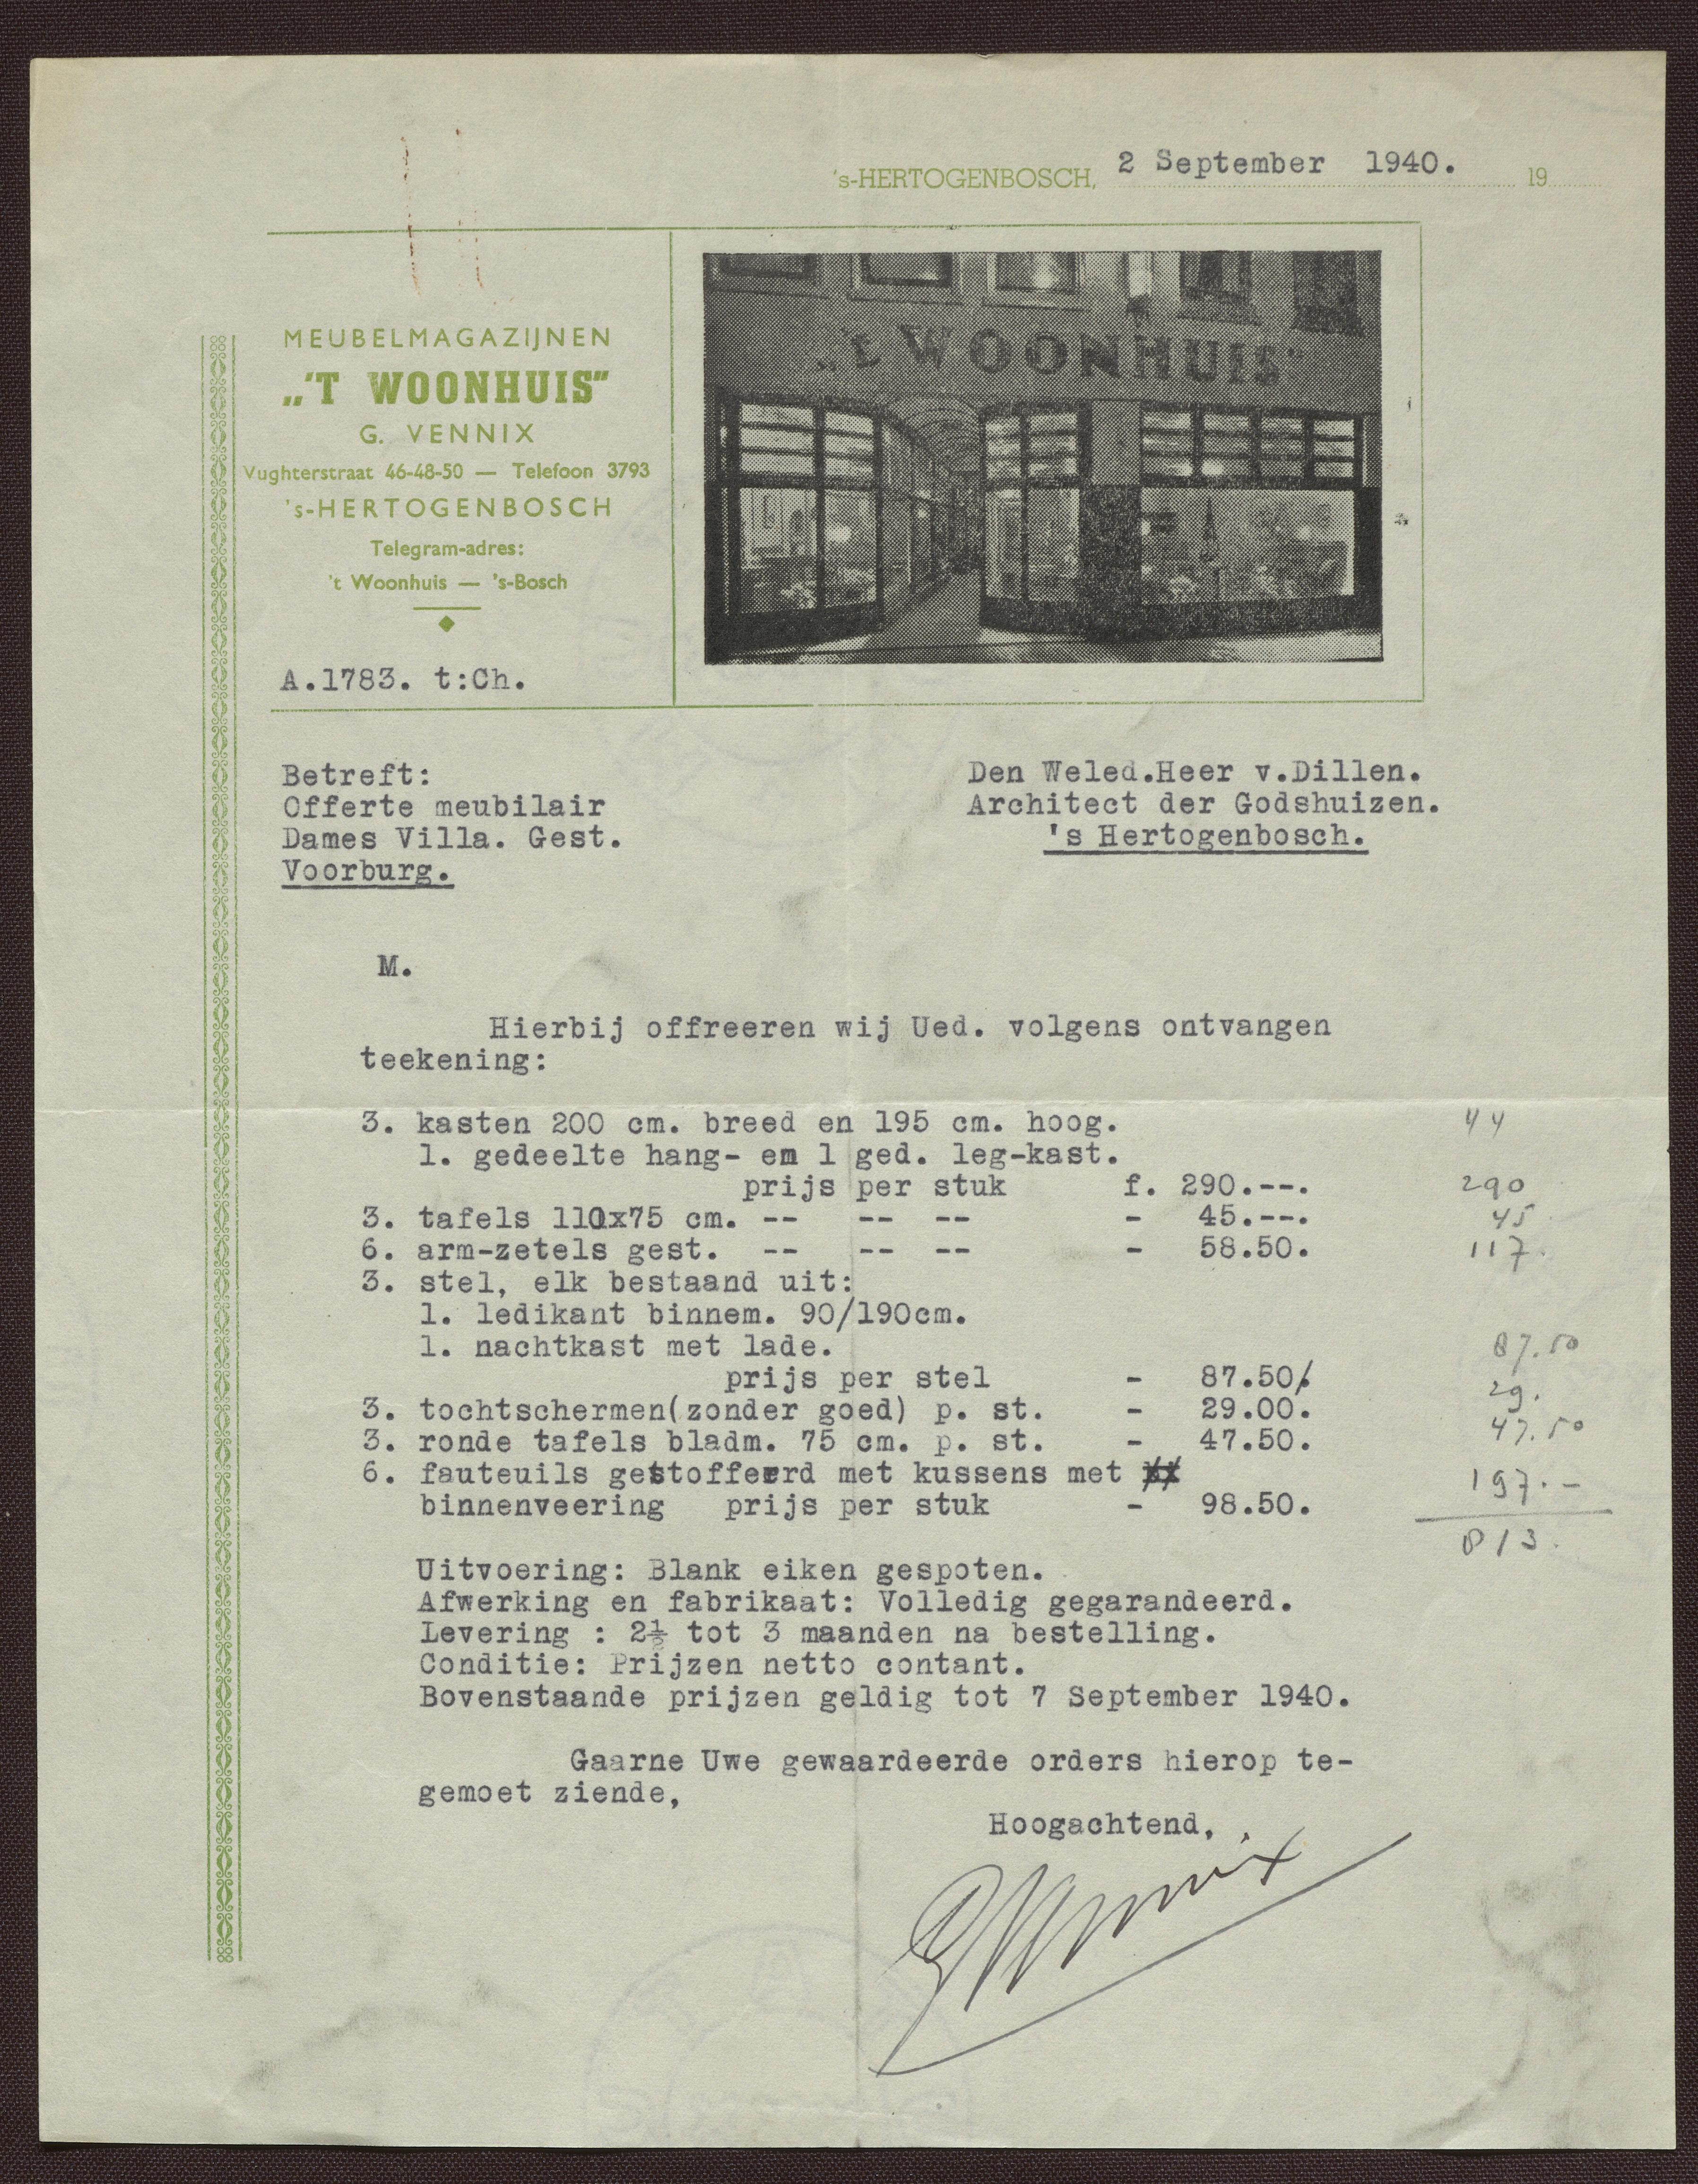 's-HERTOGENBOSCH, 2 September 1940. 19
„'T WOONHUIS"
MEUBELMAGAZIJNEN
„'T WOONHUIS"
G. VENNIX
Vughterstraat 46-48-50 — Telefoon 3793
's-HERTOGENBOSCH
Telegram-adres:
't Woonhuis — 's-Bosch
A.1783. t:Ch.
Betreft:
Offerte meubilair
Dames Villa. Gest.
Voorburg.
Den Weled.Heer v.Dillen.
Architect der Godshuizen.
's Hertogenbosch.
M.
Hierbij offreeren wij Ued. volgens ontvangen
teekening:
3. kasten 200 cm. breed en 195 cm. hoog. 44
1. gedeelte hang- em 1 ged. leg-kast.
prijs per stuk f. 290.--. 290
3. tafels 110x75 cm. -- -- -- - 45.--. 45
6. arm-zetels gest. -- -- -- - 58.50. 117.
3. stel, elk bestaand uit:
1. ledikant binnem. 90/190cm.
1. nachtkast met lade. 87.50
prijs per stel - 87.50/
29.
3. tochtschermen(zonder goed) p. st. - 29.00.
3. ronde tafels bladm. 75 cm. p. st. - 47.50. 47.50
6. fauteuils gestoffeerd met kussens met
binnenveering prijs per stuk - 98.50. 197.-
813.
Uitvoering: Blank eiken gespoten.
Afwerking en fabrikaat: Volledig gegarandeerd.
Levering : 2½ tot 3 maanden na bestelling.
Conditie: Prijzen netto contant.
Bovenstaande prijzen geldig tot 7 September 1940.
Gaarne Uwe gewaardeerde orders hierop te-
gemoet ziende,
Hoogachtend,
GVennix